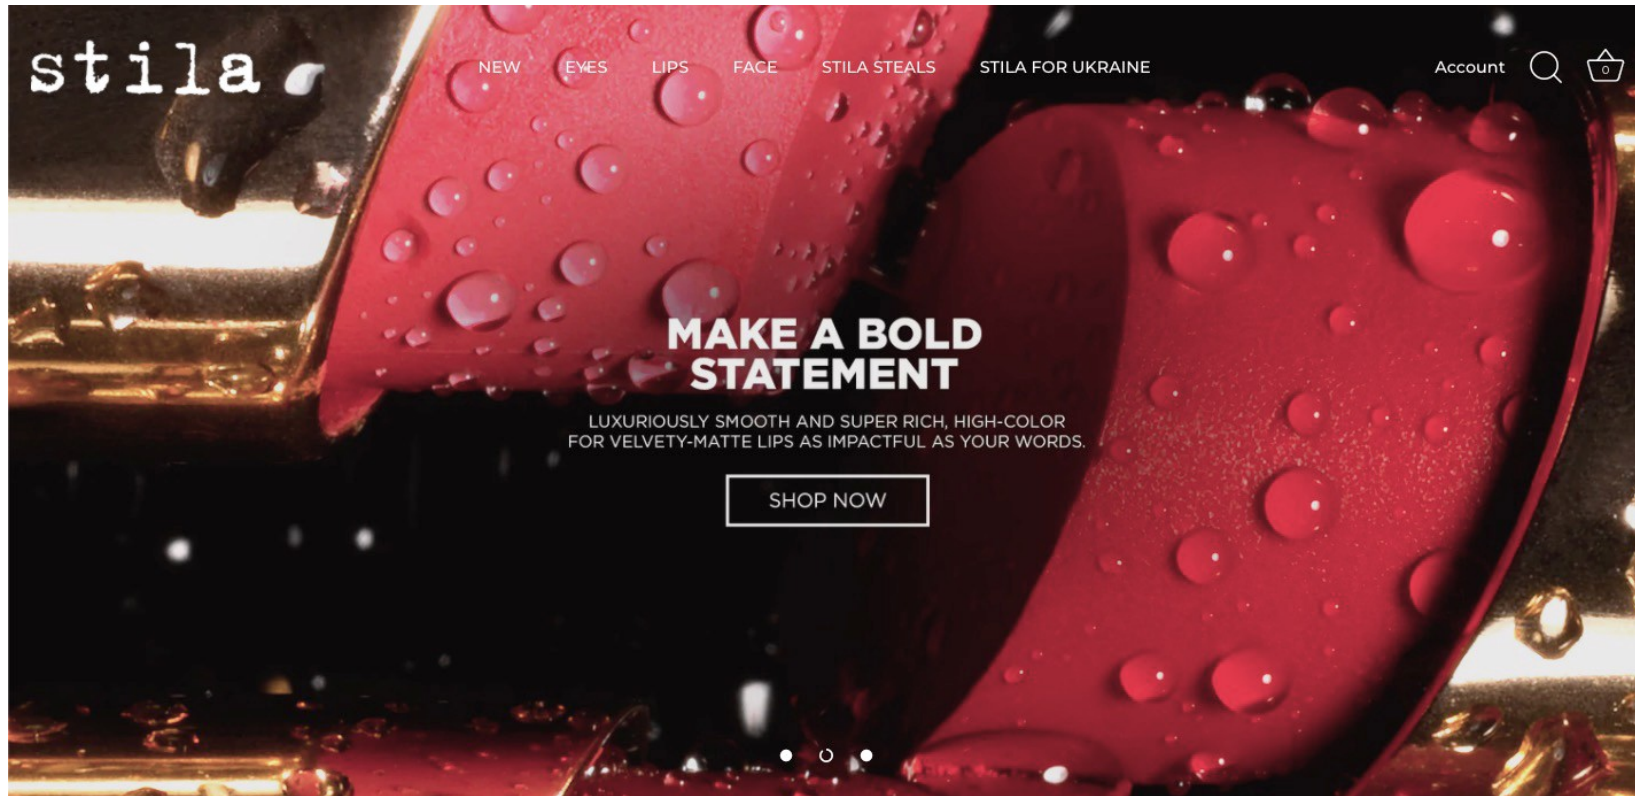 stila
NEW EYES LIPS FACE STILA STEALS STILA FOR UKRAINE
Account
0
MAKE A BOLD
STATEMENT
LUXURIOUSLY SMOOTH AND SUPER RICH, HIGH-COLOR
FOR VELVETY-MATTE LIPS AS IMPACTFUL AS YOUR WORDS.
SHOP NOW